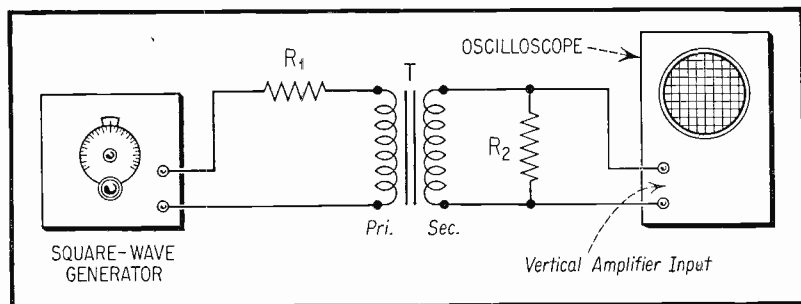 OSCILLOSCOPE
R1
T
R2
Pri.
Sec.
SQUARE-WAVE
GENERATOR
Vertical Amplifier Input